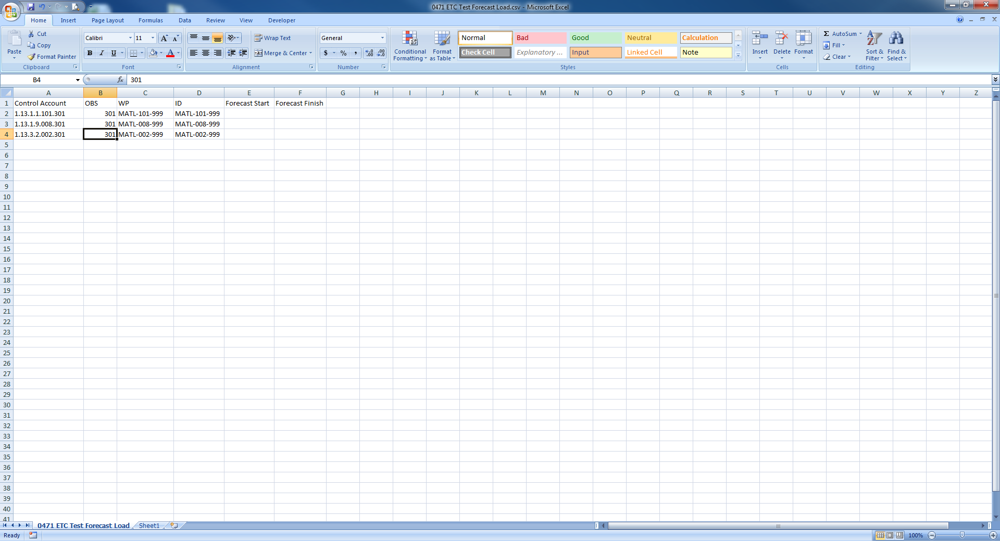 0471 ETC Test Forecast Load.csv - Microsoft Excel
Home Insert Page Layout Formulas Data Review View Developer
Paste Cut Copy Format Painter
Clipboard
Calibri 11 A A
B I U A
Font
Wrap Text
Merge & Center
Alignment
General
$ % , .00 .00
Number
Conditional Formatting Format as Table
Normal Bad Good Neutral Calculation
Check Cell Explanatory ... Input Linked Cell Note
Styles
Insert Delete Format
Cells
Σ AutoSum
Fill
Clear
Sort & Filter Find & Select
Editing
B4 fx 301
A B C D E F G H I J K L M N O P Q R S T U V W X Y Z
1 Control Account OBS WP ID Forecast Start Forecast Finish
2 1.13.1.1.101.301 301 MATL-101-999 MATL-101-999
3 1.13.1.9.008.301 301 MATL-008-999 MATL-008-999
4 1.13.3.2.002.301 301 MATL-002-999 MATL-002-999
5
6
7
8
9
10
11
12
13
14
15
16
17
18
19
20
21
22
23
24
25
26
27
28
29
30
31
32
33
34
35
36
37
38
39
40
41
0471 ETC Test Forecast Load Sheet1
Ready 100%